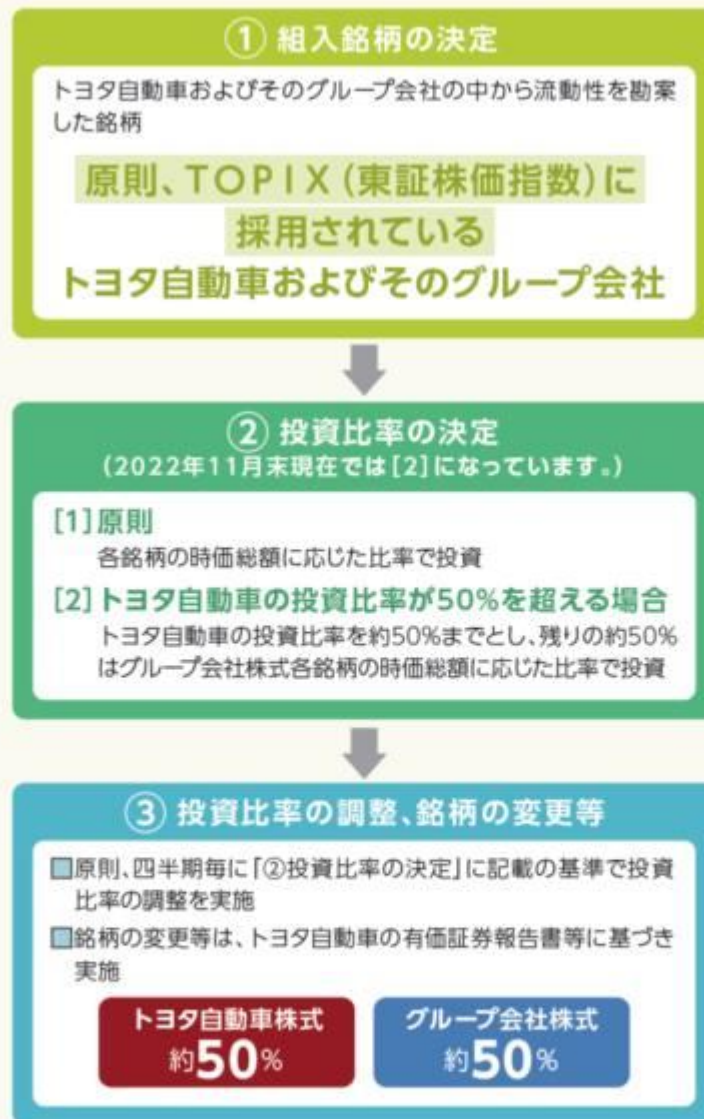 ① 組入銘柄の決定
トヨタ自動車およびそのグループ会社の中から流動性を勘案
した銘柄
原則、TOPIX(東証株価指数)に
採用されている
トヨタ自動車およびそのグループ会社
② 投資比率の決定
(2022年11月末現在では[2]になっています。)
[1]原則
各銘柄の時価総額に応じた比率で投資
[2]トヨタ自動車の投資比率が50%を超える場合
トヨタ自動車の投資比率を約50%までとし、残りの約50%
はグループ会社株式各銘柄の時価総額に応じた比率で投資
③ 投資比率の調整、銘柄の変更等
■原則、四半期毎に「②投資比率の決定」に記載の基準で投資
比率の調整を実施
■銘柄の変更等は、トヨタ自動車の有価証券報告書等に基づき
実施
トヨタ自動車株式
約50%
グループ会社株式
約50%